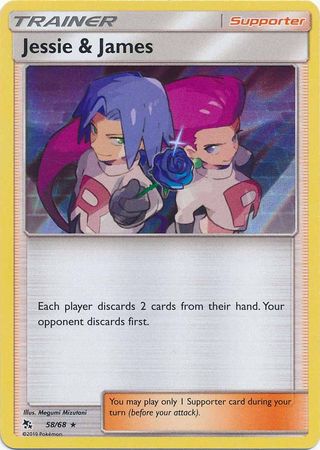 TRAINER
Supporter
Jessie & James
R
R
Each player discards 2 cards from their hand. Your
opponent discards first.
Illus. Megumi Mizutani
58/68 ★
©2019 Pokémon
You may play only 1 Supporter card during your
turn (before your attack).